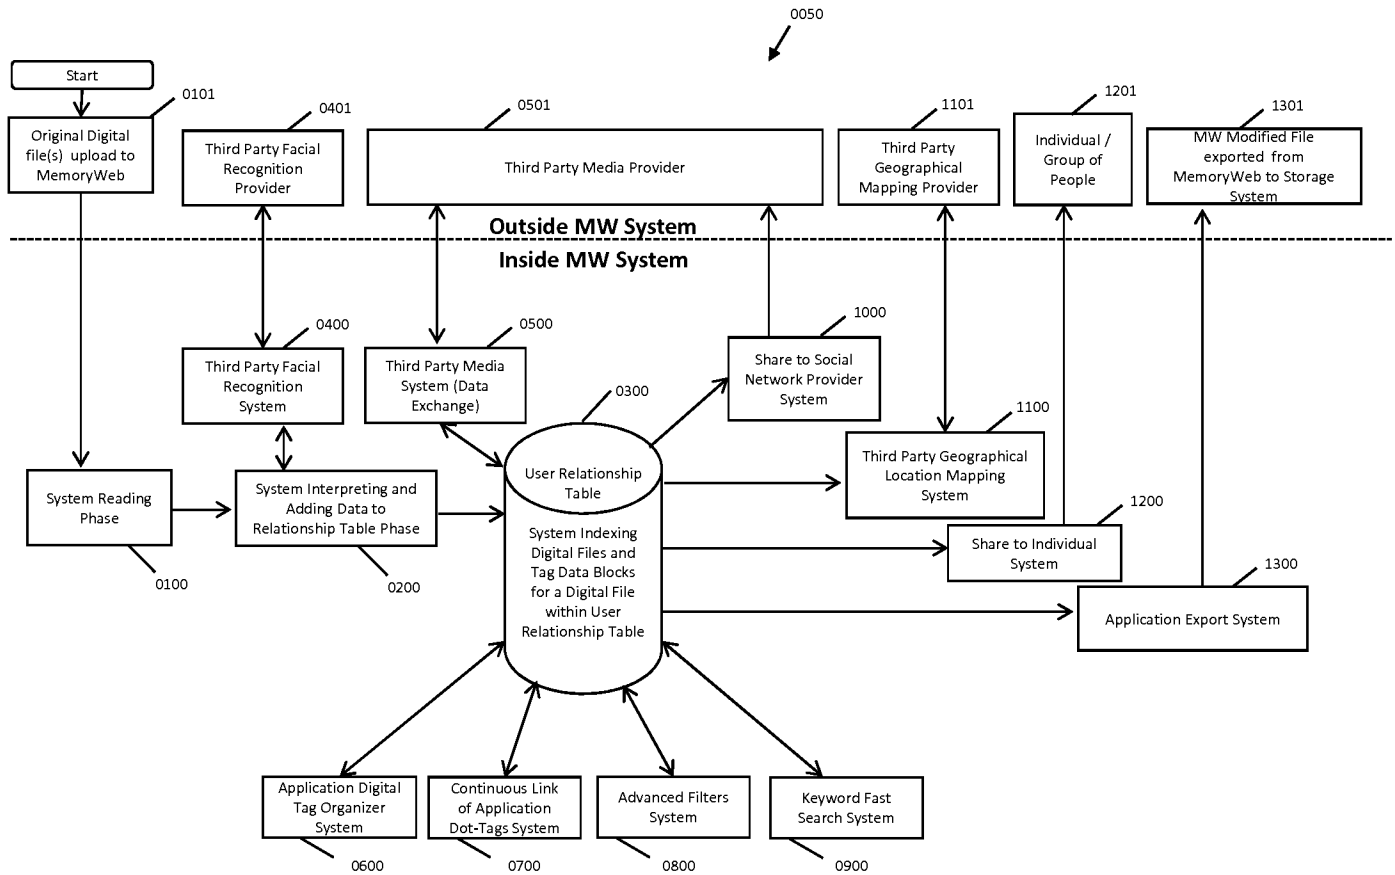 0050
Start
0101
Original Digital
file(s) upload to
MemoryWeb
0401
Third Party Facial
Recognition
Provider
0501
Third Party Media Provider
1101
Third Party
Geographical
Mapping Provider
1201
Individual /
Group of
People
1301
MW Modified File
exported from
MemoryWeb to Storage
System
Outside MW System
Inside MW System
0400
Third Party Facial
Recognition
System
0500
Third Party Media
System (Data
Exchange)
1000
Share to Social
Network Provider
System
0300
User Relationship
Table
System Indexing
Digital Files and
Tag Data Blocks
for a Digital File
within User
Relationship Table
1100
Third Party Geographical
Location Mapping
System
System Reading
Phase
0100
System Interpreting and
Adding Data to
Relationship Table Phase
0200
1200
Share to Individual
System
1300
Application Export System
Application Digital
Tag Organizer
System
0600
Continuous Link
of Application
Dot-Tags System
0700
Advanced Filters
System
0800
Keyword Fast
Search System
0900